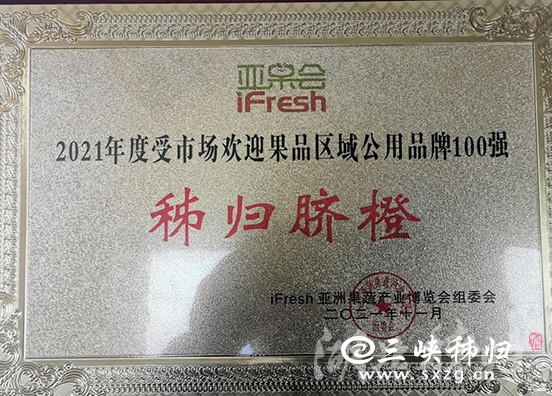 亚果会
iFresh
2021年度受市场欢迎果品区域公用品牌100强
秭归脐橙
iFresh 亚洲果蔬产业博览会组委会
二〇二一年十一月
组委会
三峡秭归
www.sxzg.cn